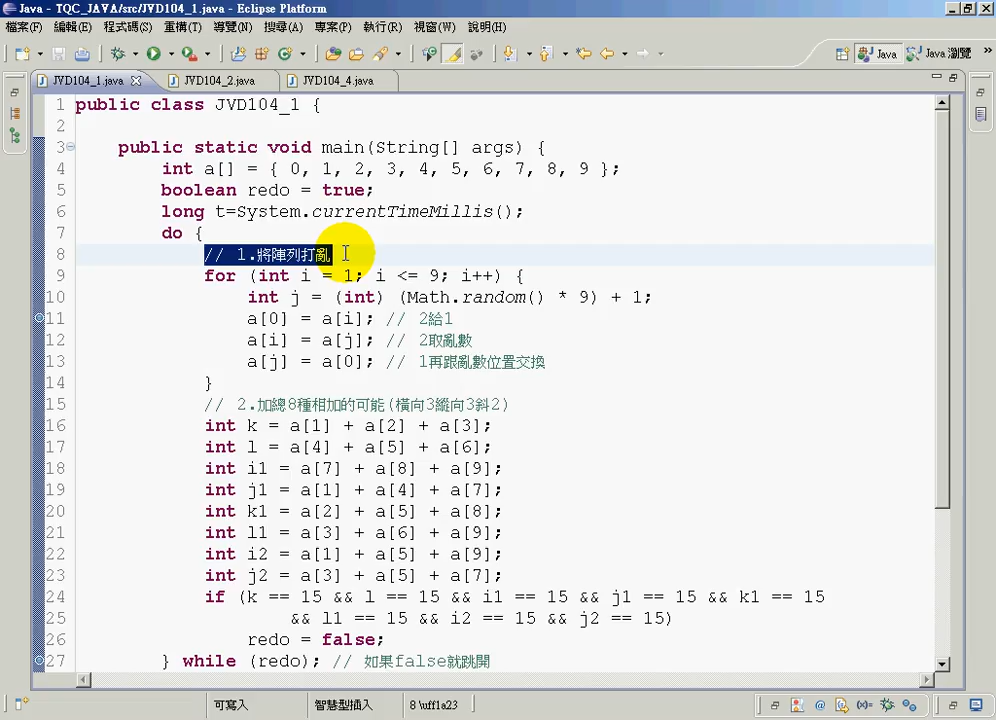 Java - TQC_JAVA/src/JVD104_1.java - Eclipse Platform
檔案(F) 編輯(E) 程式碼(S) 重構(T) 導覽(N) 搜尋(A) 專案(P) 執行(R) 視窗(W) 說明(H)
Java Java 瀏覽 »
JVD104_1.java JVD104_2.java JVD104_4.java
1 public class JVD104_1 {
2
3 public static void main(String[] args) {
4 int a[] = { 0, 1, 2, 3, 4, 5, 6, 7, 8, 9 };
5 boolean redo = true;
6 long t=System.currentTimeMillis();
7 do {
8 // 1.將陣列打亂
9 for (int i = 1; i <= 9; i++) {
10 int j = (int) (Math.random() * 9) + 1;
11 a[0] = a[i]; // 2給1
12 a[i] = a[j]; // 2取亂數
13 a[j] = a[0]; // 1再跟亂數位置交換
14 }
15 // 2.加總8種相加的可能(橫向3縱向3斜2)
16 int k = a[1] + a[2] + a[3];
17 int l = a[4] + a[5] + a[6];
18 int i1 = a[7] + a[8] + a[9];
19 int j1 = a[1] + a[4] + a[7];
20 int k1 = a[2] + a[5] + a[8];
21 int l1 = a[3] + a[6] + a[9];
22 int i2 = a[1] + a[5] + a[9];
23 int j2 = a[3] + a[5] + a[7];
24 if (k == 15 && l == 15 && i1 == 15 && j1 == 15 && k1 == 15
25 && l1 == 15 && i2 == 15 && j2 == 15)
26 redo = false;
27 } while (redo); // 如果false就跳開
可寫入 智慧型插入 8 \uff1a23